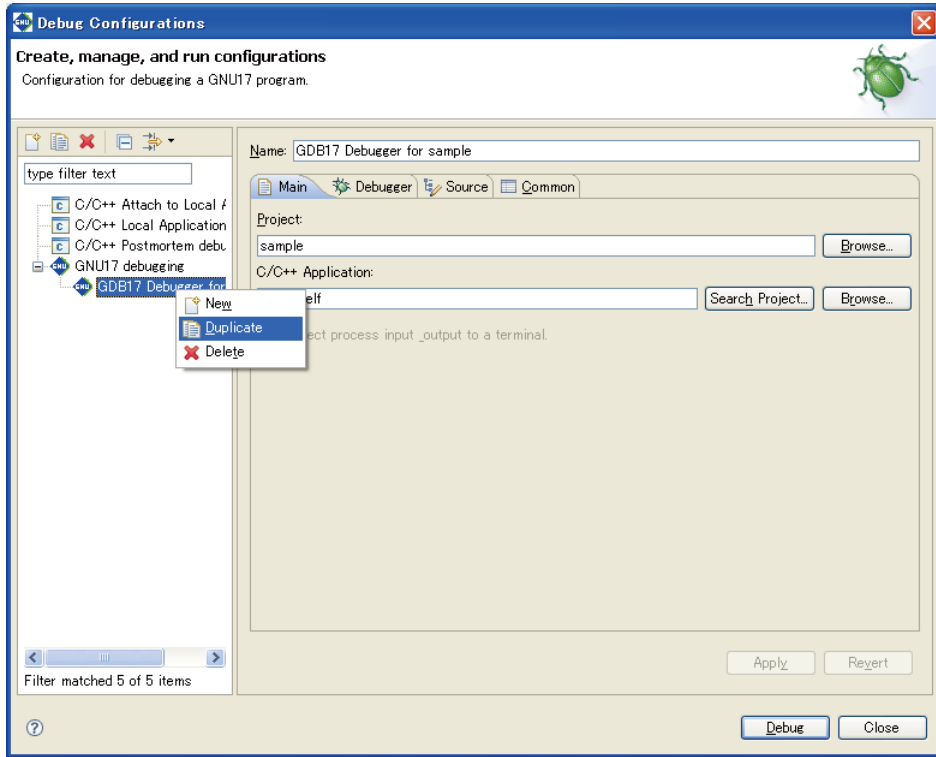 Debug Configurations
Create, manage, and run configurations
Configuration for debugging a GNU17 program.
type filter text
C/C++ Attach to Local
C/C++ Local Application
C/C++ Postmortem debu
GNU17 debugging
GDB17 Debugger for
New
Duplicate
Delete
Filter matched 5 of 5 items
Name: GDB17 Debugger for sample
Main Debugger Source Common
Project:
sample Browse...
C/C++ Application:
elf Search Project... Browse...
ect process input _output to a terminal.
Apply Revert
? Debug Close